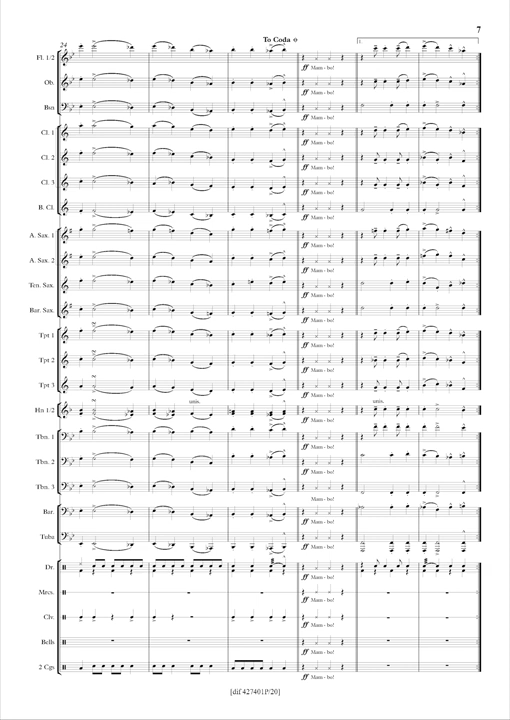 7
24
To Coda
1.
Fl. 1/2
ff Mam - bo!
Ob.
ff Mam - bo!
Bsn
ff Mam - bo!
Cl. 1
ff Mam - bo!
Cl. 2
ff Mam - bo!
Cl. 3
ff Mam - bo!
B. Cl.
ff Mam - bo!
A. Sax. 1
ff Mam - bo!
A. Sax. 2
ff Mam - bo!
Ten. Sax.
ff Mam - bo!
Bar. Sax.
ff Mam - bo!
Tpt 1
ff Mam - bo!
Tpt 2
ff Mam - bo!
Tpt 3
ff Mam - bo!
unis. unis.
Hn 1/2
ff Mam - bo!
Tbn. 1
ff Mam - bo!
Tbn. 2
ff Mam - bo!
Tbn. 3
ff Mam - bo!
Bar.
ff Mam - bo!
Tuba
ff Mam - bo!
Dr.
ff Mam - bo!
Mrcs.
ff Mam - bo!
Clv.
ff Mam - bo!
Bells
ff Mam - bo!
2 Cgs
ff Mam - bo!
[dif 427401P/20]